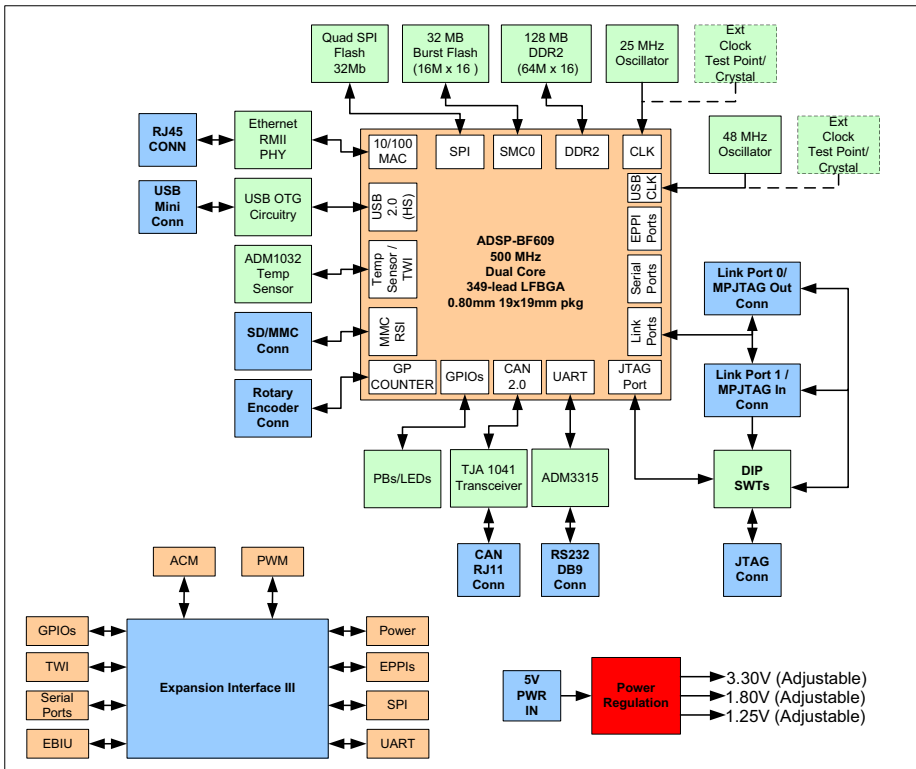 Quad SPI
Flash
32Mb
32 MB
Burst Flash
(16M x 16 )
128 MB
DDR2
(64M x 16)
25 MHz
Oscillator
Ext
Clock
Test Point/
Crystal
RJ45
CONN
Ethernet
RMII
PHY
10/100
MAC
SPI
SMC0
DDR2
CLK
48 MHz
Oscillator
Ext
Clock
Test Point/
Crystal
USB
Mini
Conn
USB OTG
Circuitry
USB
2.0
(HS)
USB
CLK
ADM1032
Temp
Sensor
Temp
Sensor /
TWI
ADSP-BF609
500 MHz
Dual Core
349-lead LFBGA
0.80mm 19x19mm pkg
EPPI
Ports
Serial
Ports
Link Port 0/
MPJTAG Out
Conn
SD/MMC
Conn
MMC
RSI
Link
Ports
Rotary
Encoder
Conn
GP
COUNTER
GPIOs
CAN
2.0
UART
JTAG
Port
Link Port 1 /
MPJTAG In
Conn
PBs/LEDs
TJA 1041
Transceiver
ADM3315
DIP
SWTs
CAN
RJ11
Conn
RS232
DB9
Conn
JTAG
Conn
ACM
PWM
GPIOs
TWI
Serial
Ports
EBIU
Expansion Interface III
Power
EPPIs
SPI
UART
5V
PWR
IN
Power
Regulation
3.30V (Adjustable)
1.80V (Adjustable)
1.25V (Adjustable)